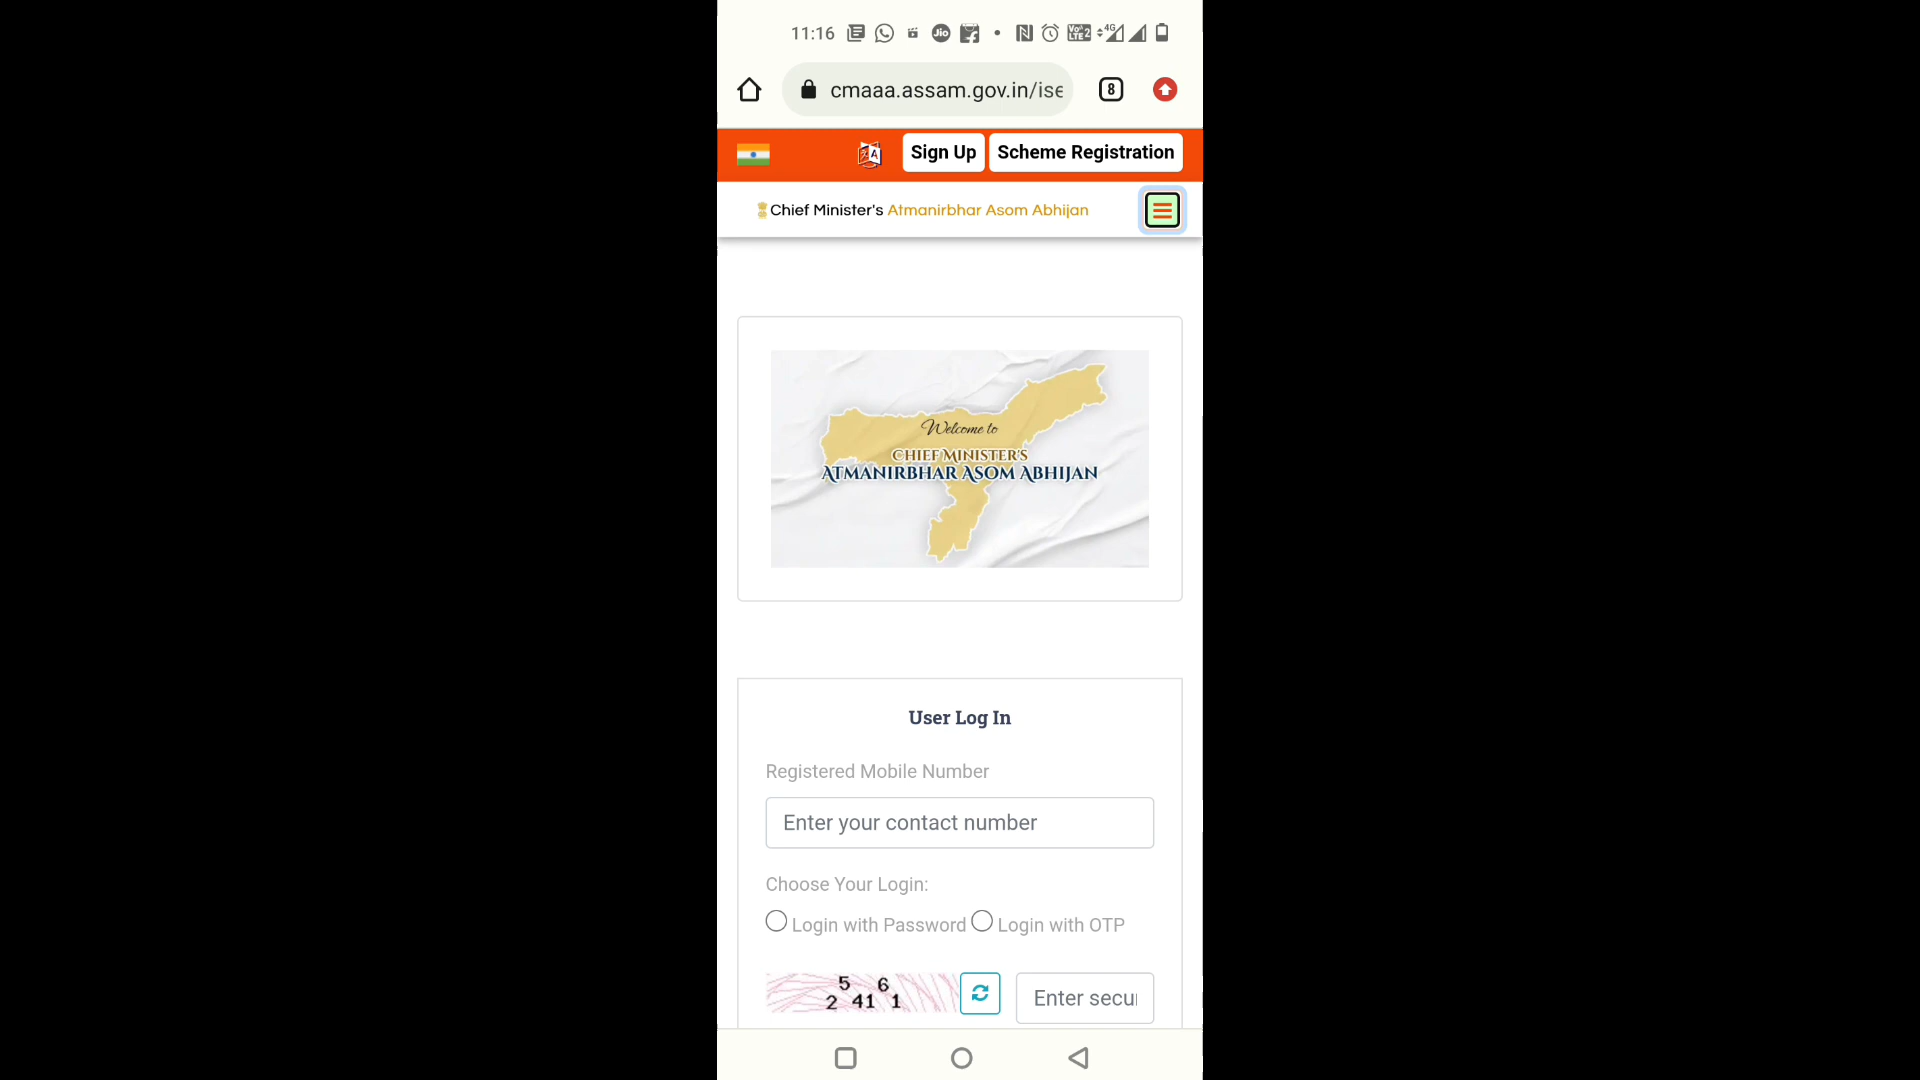 11:16
cmaaa.assam.gov.in/ise
8
Sign Up
Scheme Registration
Chief Minister's Atmanirbhar Asom Abhijan
Welcome to
CHIEF MINISTER'S
ATMANIRBHAR ASOM ABHIJAN
User Log In
Registered Mobile Number
Enter your contact number
Choose Your Login:
Login with Password
Login with OTP
2 5 41 6 1
Enter secu